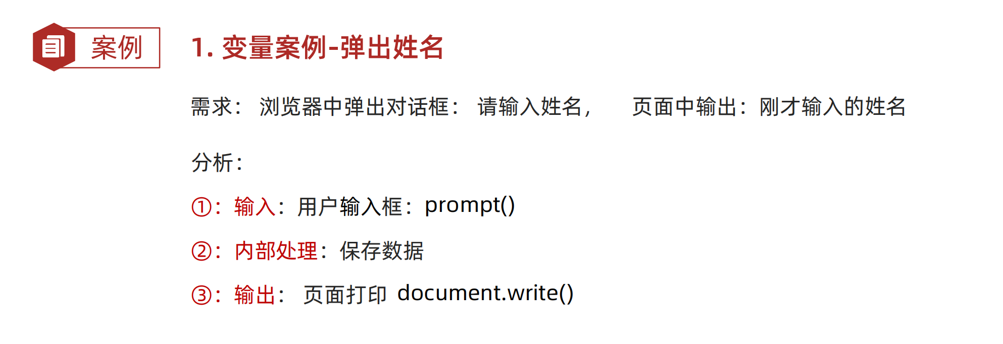 案例
1. 变量案例-弹出姓名
需求： 浏览器中弹出对话框： 请输入姓名， 页面中输出：刚才输入的姓名
分析：
①：输入：用户输入框：prompt()
②：内部处理：保存数据
③：输出： 页面打印 document.write()